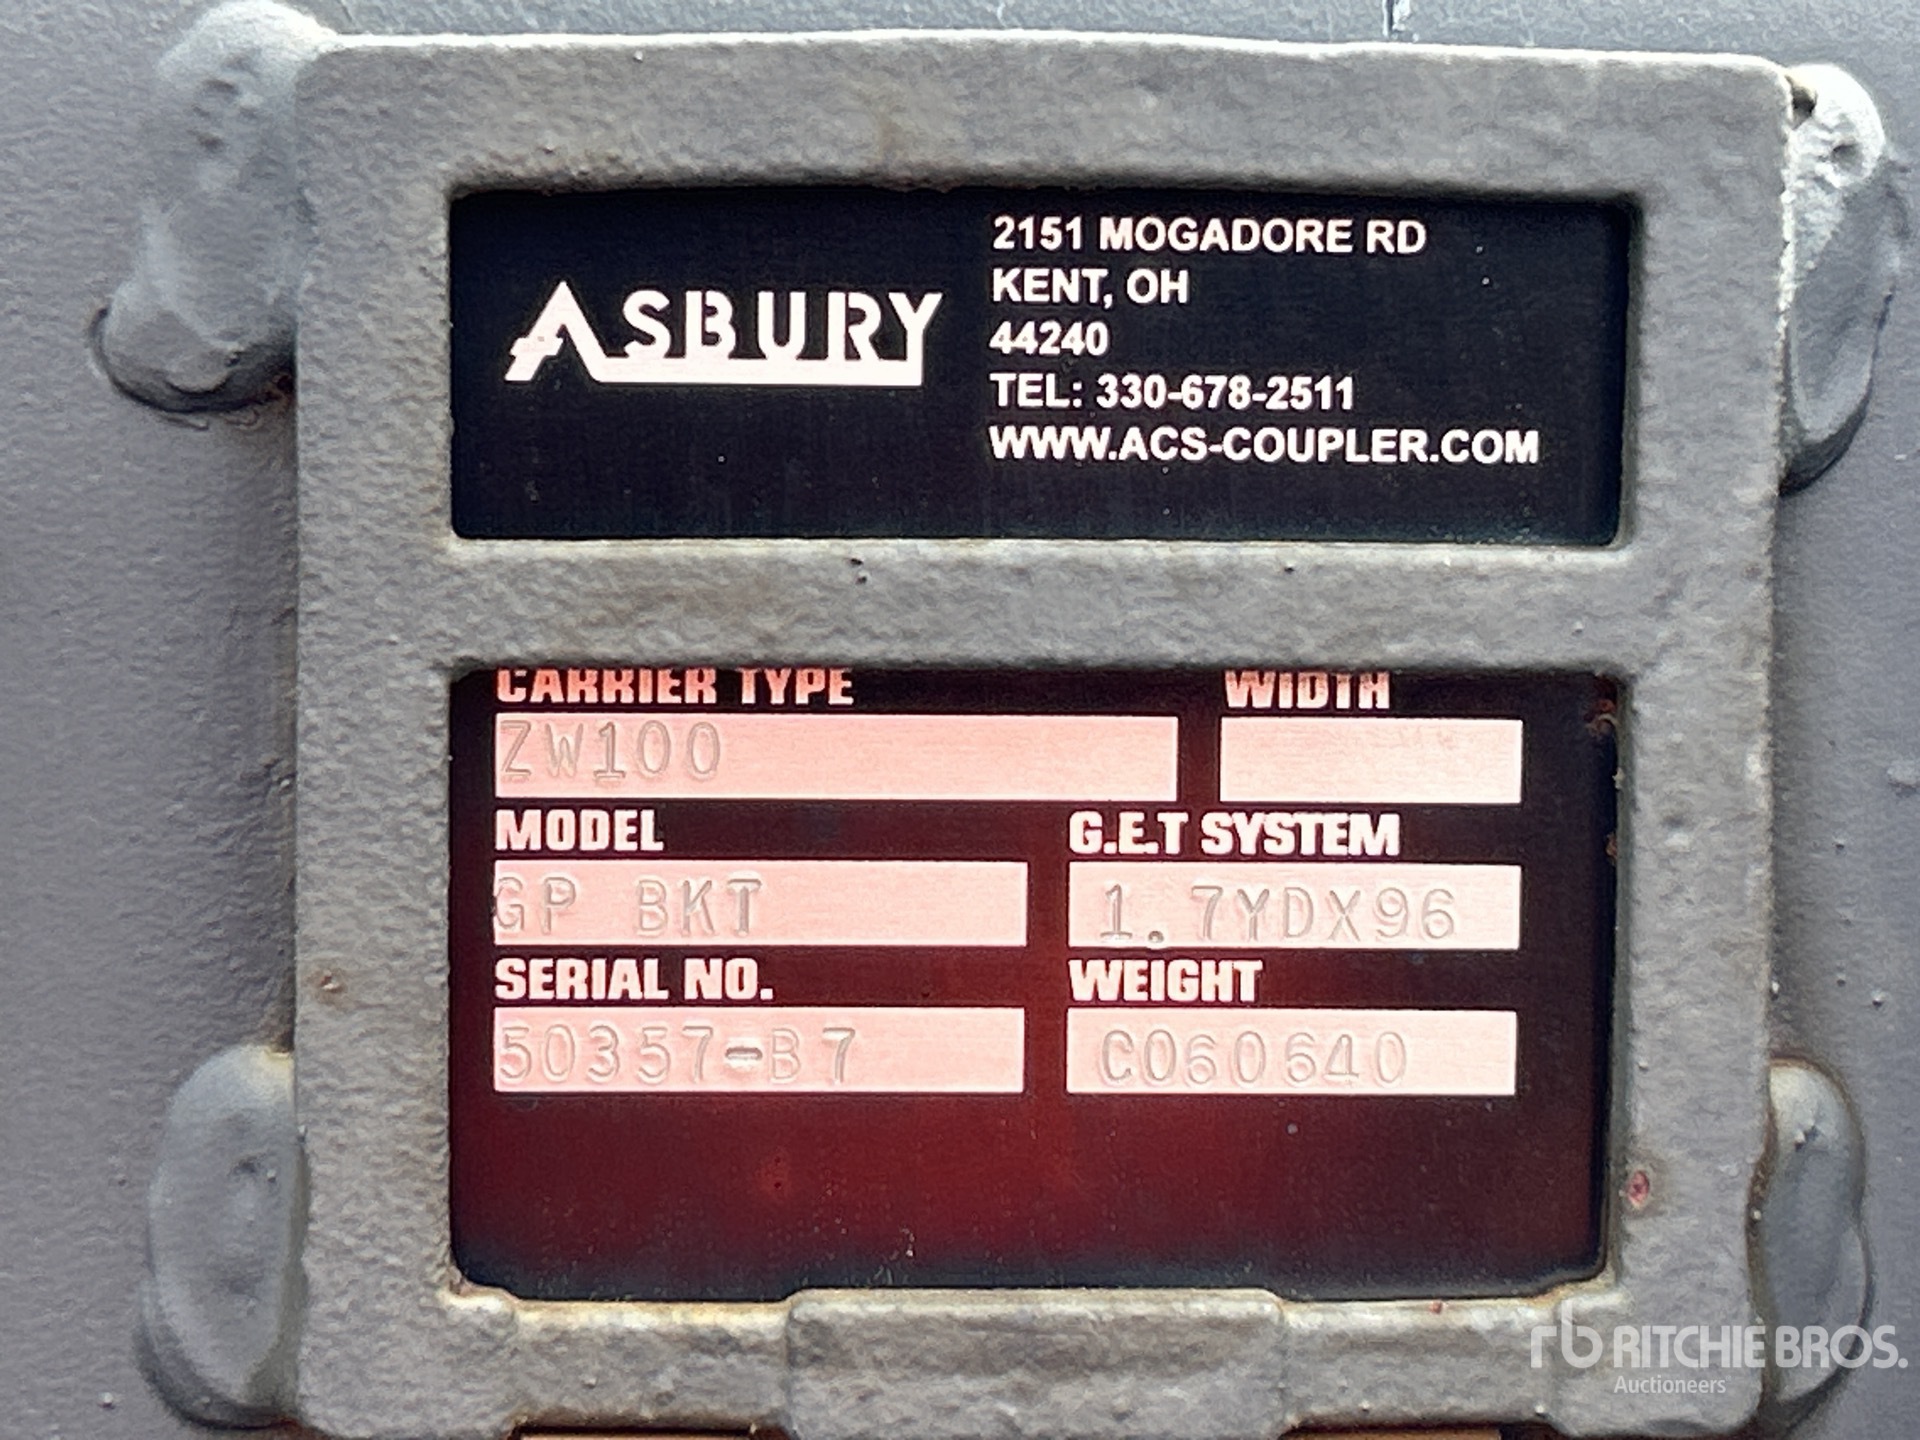 ASBURY
2151 MOGADORE RD
KENT, OH
44240
TEL: 330-678-2511
WWW.ACS-COUPLER.COM
CARRIER TYPE WIDTH
ZW100
MODEL G.E.T SYSTEM
GP BKT 1.7YDX96
SERIAL NO. WEIGHT
50357-B7 C060640
rb RITCHIE BROS.
Auctioneers